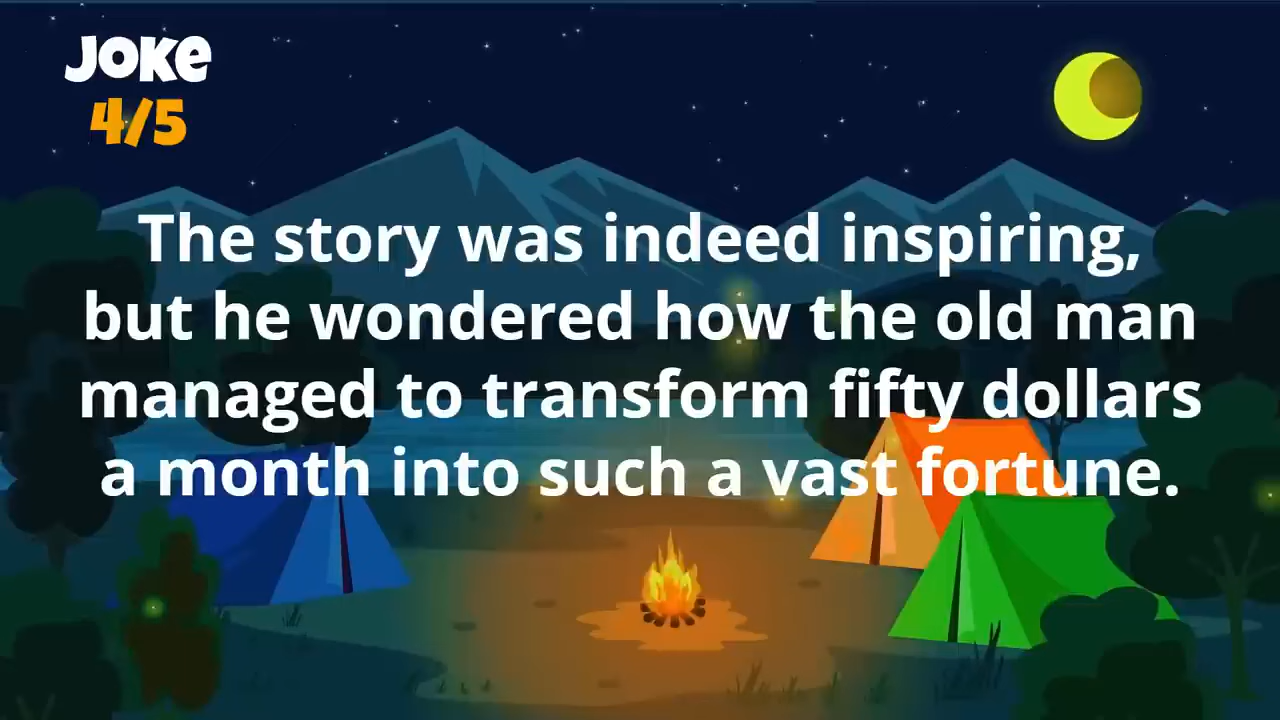 Joke
4/5
The story was indeed inspiring,
but he wondered how the old man
managed to transform fifty dollars
a month into such a vast fortune.